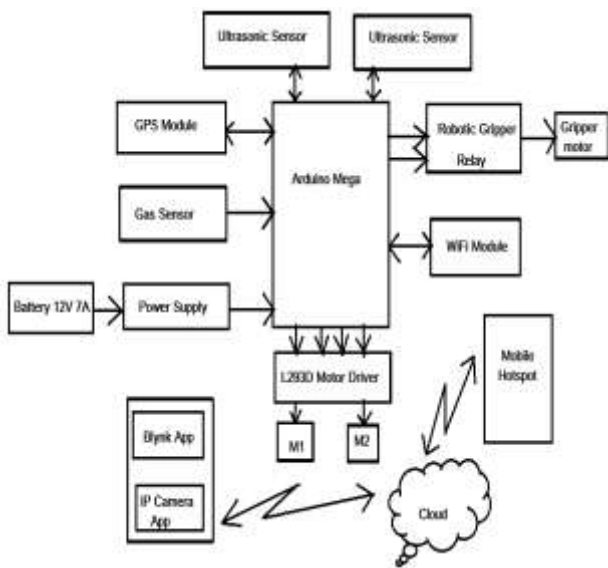 Ultrasonic Sensor
Ultrasonic Sensor
GPS Module
Arduino Mega
Robotic Gripper
Relay
Gripper
motor
Gas Sensor
WiFi Module
Battery 12V 7A
Power Supply
L293D Motor Driver
Mobile
Hotspot
M1
M2
Blynk App
IP Camera
App
Cloud